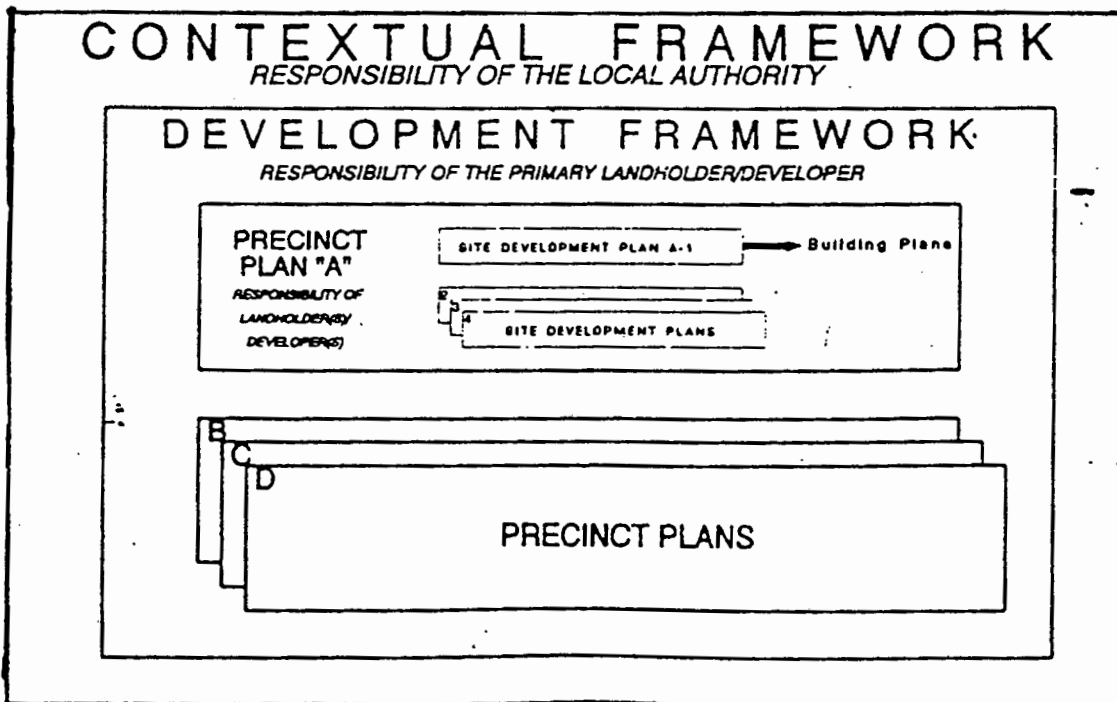 CONTEXTUAL FRAMEWORK
RESPONSIBILITY OF THE LOCAL AUTHORITY
DEVELOPMENT FRAMEWORK
RESPONSIBILITY OF THE PRIMARY LANDHOLDER/DEVELOPER
PRECINCT
PLAN "A"
RESPONSIBILITY OF
LANDHOLDER(S)/
DEVELOPER(S)
SITE DEVELOPMENT PLAN A-1
Building Plans
2
3
4
SITE DEVELOPMENT PLANS
B
C
D
PRECINCT PLANS